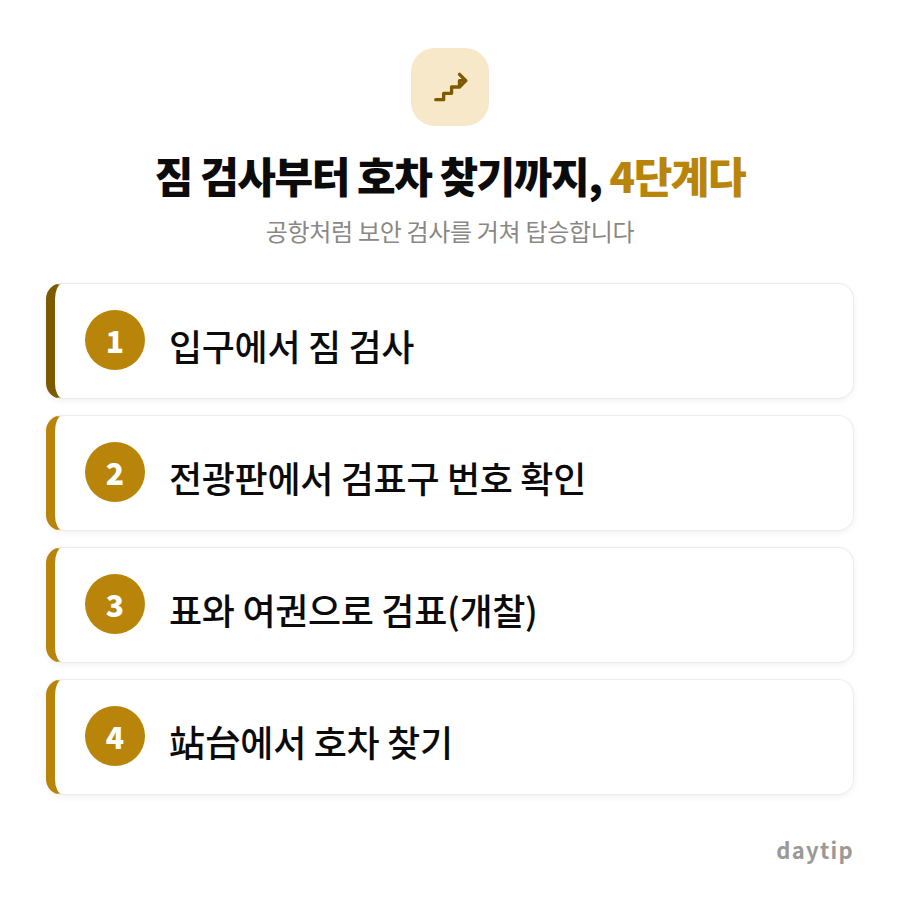 짐 검사부터 호차 찾기까지, 4단계다
공항처럼 보안 검사를 거쳐 탑승합니다
1 입구에서 짐 검사
2 전광판에서 검표구 번호 확인
3 표와 여권으로 검표(개찰)
4 站台에서 호차 찾기
daytip